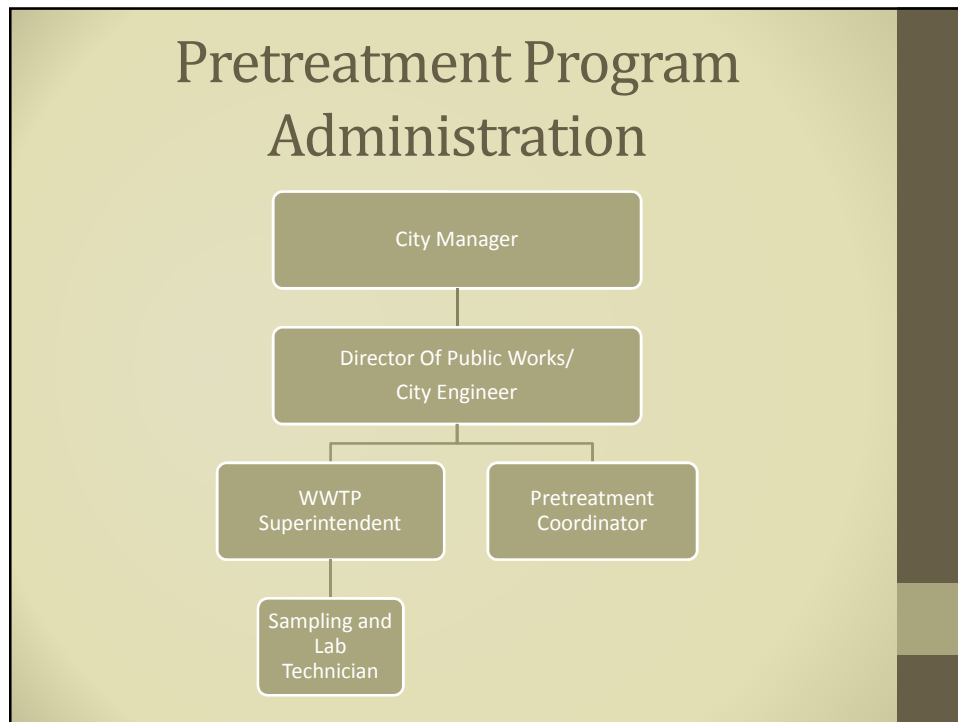 Pretreatment Program
Administration
City Manager
Director Of Public Works/
City Engineer
WWTP
Superintendent
Pretreatment
Coordinator
Sampling and
Lab
Technician